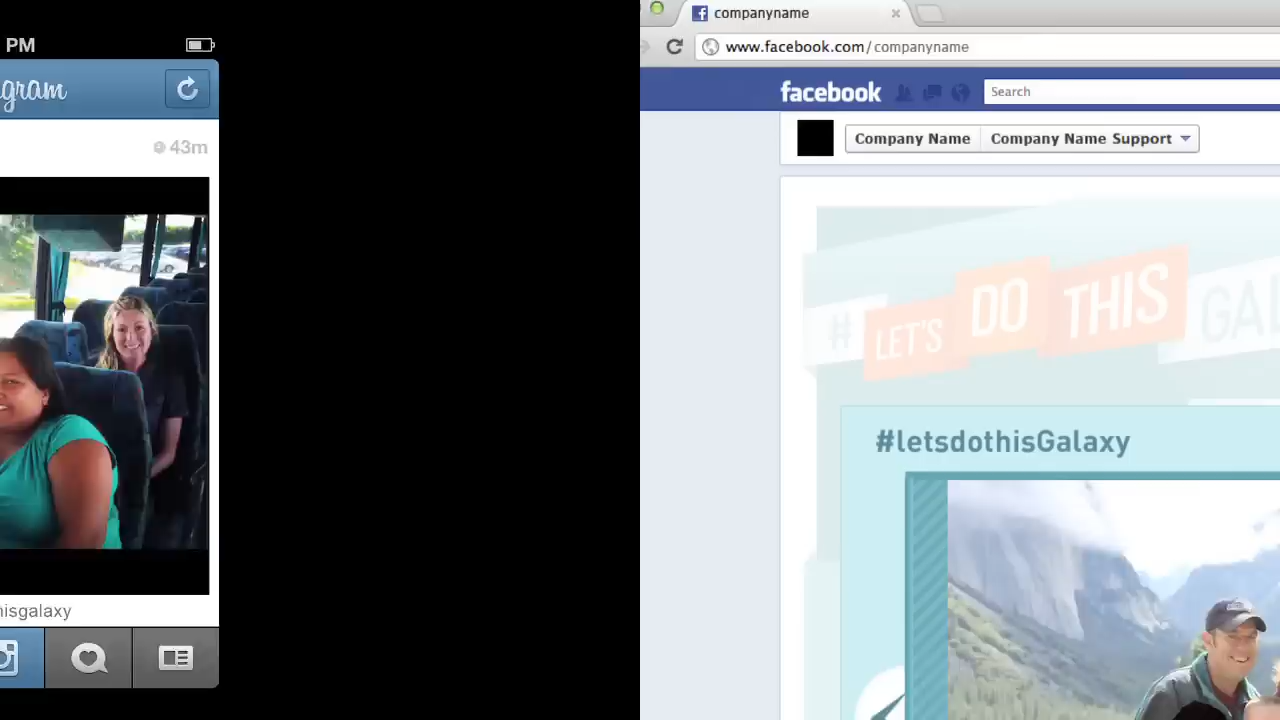 PM
gram
43m
hisgalaxy
companyname
www.facebook.com/companyname
facebook
Search
Company Name
Company Name Support
# LET'S DO THIS GAL
#letsdothisGalaxy